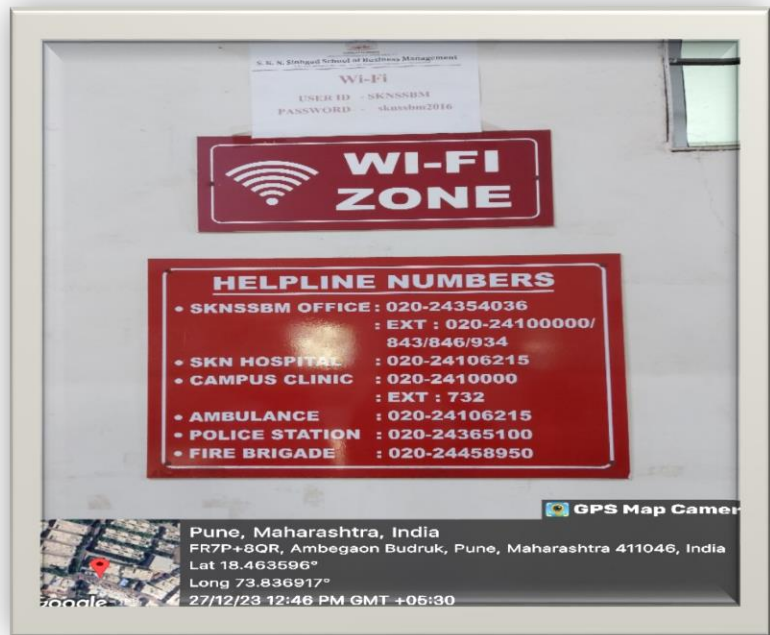 S. K. N. Sinhgad School of Business Management
Wi-Fi
USER ID - SKNSSBM
PASSWORD - sknssbm2016
WI-FI
ZONE
HELPLINE NUMBERS
• SKNSSBM OFFICE : 020-24354036
: EXT : 020-24100000/
843/846/934
• SKN HOSPITAL : 020-24106215
• CAMPUS CLINIC : 020-2410000
: EXT : 732
• AMBULANCE : 020-24106215
• POLICE STATION : 020-24365100
• FIRE BRIGADE : 020-24458950
GPS Map Camer
Pune, Maharashtra, India
FR7P+8QR, Ambegaon Budruk, Pune, Maharashtra 411046, India
Lat 18.463596°
Long 73.836917°
27/12/23 12:46 PM GMT +05:30
Google